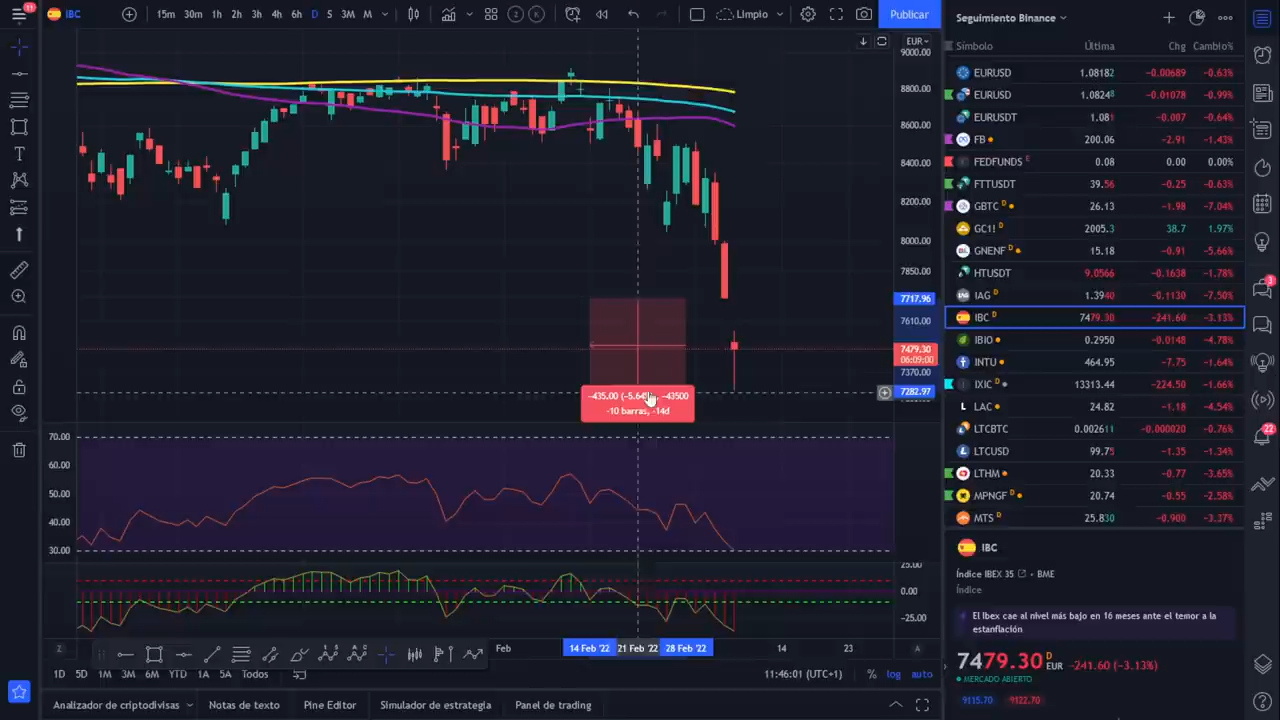 11
IBC
15m 30m 1h 2h 3h 4h 6h D S 3M M
2 K
Limpio
Publicar
EUR
9000.00
8800.00
8600.00
8400.00
8200.00
8000.00
7850.00
7717.96
7610.00
7479.30
06:09:00
7370.00
7282.97
-10 barras, -14d
70.00
60.00
50.00
40.00
30.00
25.00
0.00
-25.00
Z
Feb
14 Feb '22
21 Feb '22
28 Feb '22
14
23
A
1D 5D 1M 3M 6M YTD 1A 5A Todos
11:46:01 (UTC+1)
% log auto
Analizador de criptodivisas
Notas de texto
Pine Editor
Simulador de estrategia
Panel de trading
Seguimiento Binance
Símbolo Última Chg Cambio%
EURUSD 1.08182 -0.00689 -0.63%
EURUSD 1.08248 -0.01078 -0.99%
EURUSDT 1.081 -0.007 -0.64%
FB 200.06 -2.91 -1.43%
FEDFUNDS E 0.08 0.00 0.00%
FTTUSDT 39.56 -0.25 -0.63%
GBTC D 26.13 -1.98 -7.04%
GC1! D 2005.3 38.7 1.97%
GNENF D 15.18 -0.91 -5.66%
HTUSDT 9.0566 -0.1638 -1.78%
IAG D 1.3940 -0.1130 -7.50%
IBC D 7479.30 -241.60 -3.13%
IBIO 0.2950 -0.0148 -4.78%
INTU 464.95 -7.75 -1.64%
IXIC D 13313.44 -224.50 -1.66%
LAC 24.82 -1.18 -4.54%
LTCBTC 0.002611 -0.000020 -0.76%
LTCUSD 99.75 -1.35 -1.34%
LTHM 20.33 -0.77 -3.65%
MPNGF D 20.74 -0.55 -2.58%
MTS D 25.830 -0.900 -3.37%
IBC
Índice IBEX 35 • BME
Índice
El Ibex cae al nivel más bajo en 16 meses ante el temor a la
estanflación
7479.30 D EUR -241.60 (-3.13%)
MERCADO ABIERTO
9115.70 -9122.70
3
22